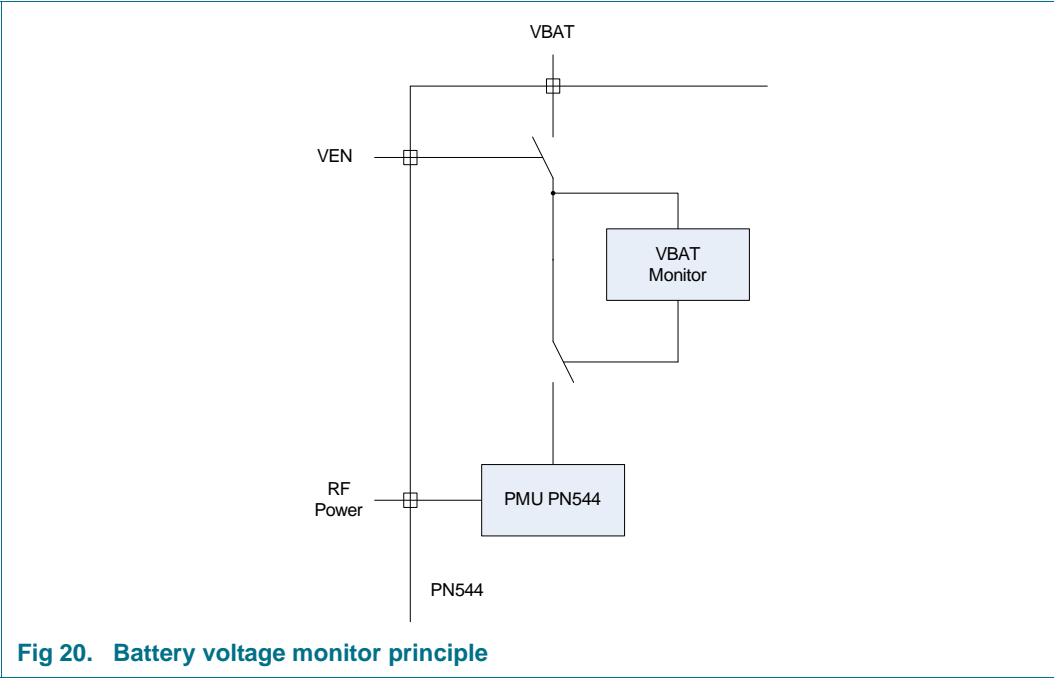 VBAT
VEN
VBAT
Monitor
RF
Power
PMU PN544
PN544
Fig 20. Battery voltage monitor principle